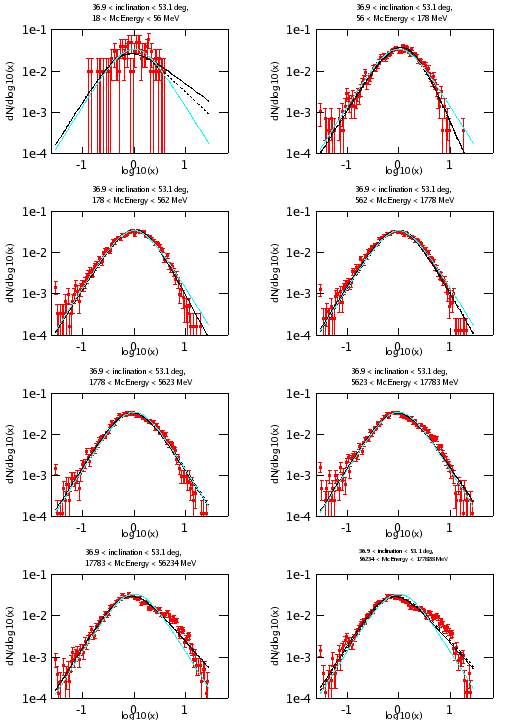 36.9 < inclination < 53.1 deg,
18 < McEnergy < 56 MeV
1e-1
1e-2
1e-3
1e-4
dN/dlog10(x)
-1
0
1
log10(x)
36.9 < inclination < 53.1 deg,
56 < McEnergy < 178 MeV
1e-1
1e-2
1e-3
1e-4
dN/dlog10(x)
-1
0
1
log10(x)
36.9 < inclination < 53.1 deg,
178 < McEnergy < 562 MeV
1e-1
1e-2
1e-3
1e-4
dN/dlog10(x)
-1
0
1
log10(x)
36.9 < inclination < 53.1 deg,
562 < McEnergy < 1778 MeV
1e-1
1e-2
1e-3
1e-4
dN/dlog10(x)
-1
0
1
log10(x)
36.9 < inclination < 53.1 deg,
1778 < McEnergy < 5623 MeV
1e-1
1e-2
1e-3
1e-4
dN/dlog10(x)
-1
0
1
log10(x)
36.9 < inclination < 53.1 deg,
5623 < McEnergy < 17783 MeV
1e-1
1e-2
1e-3
1e-4
dN/dlog10(x)
-1
0
1
log10(x)
36.9 < inclination < 53.1 deg,
17783 < McEnergy < 56234 MeV
1e-1
1e-2
1e-3
1e-4
dN/dlog10(x)
-1
0
1
log10(x)
36.9 < inclination < 53.1 deg,
56234 < McEnergy < 177828 MeV
1e-1
1e-2
1e-3
1e-4
dN/dlog10(x)
-1
0
1
log10(x)